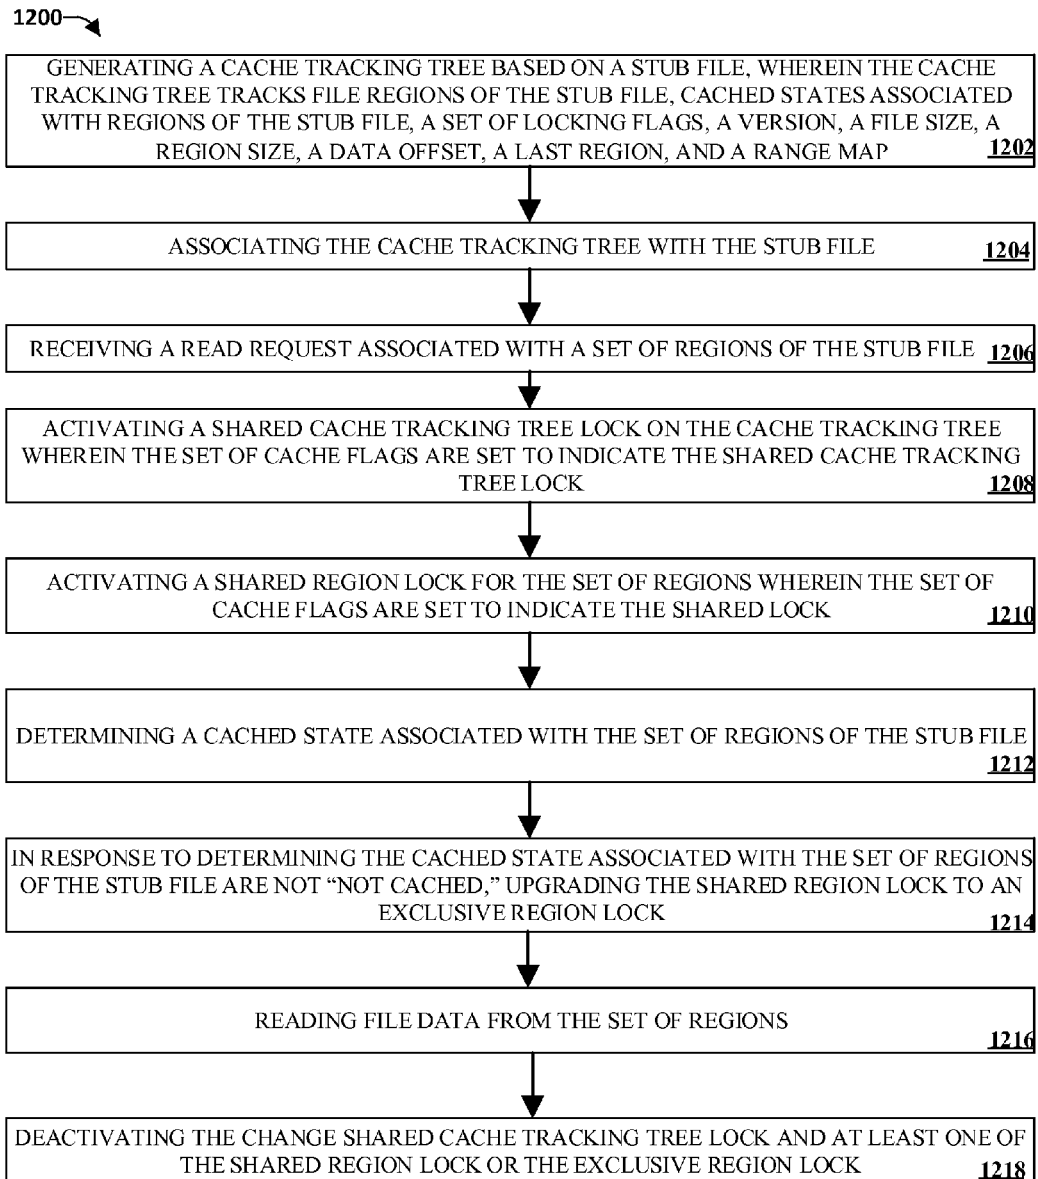 1200
GENERATING A CACHE TRACKING TREE BASED ON A STUB FILE, WHEREIN THE CACHE
TRACKING TREE TRACKS FILE REGIONS OF THE STUB FILE, CACHED STATES ASSOCIATED
WITH REGIONS OF THE STUB FILE, A SET OF LOCKING FLAGS, A VERSION, A FILE SIZE, A
REGION SIZE, A DATA OFFSET, A LAST REGION, AND A RANGE MAP
1202
ASSOCIATING THE CACHE TRACKING TREE WITH THE STUB FILE
1204
RECEIVING A READ REQUEST ASSOCIATED WITH A SET OF REGIONS OF THE STUB FILE
1206
ACTIVATING A SHARED CACHE TRACKING TREE LOCK ON THE CACHE TRACKING TREE
WHEREIN THE SET OF CACHE FLAGS ARE SET TO INDICATE THE SHARED CACHE TRACKING
TREE LOCK
1208
ACTIVATING A SHARED REGION LOCK FOR THE SET OF REGIONS WHEREIN THE SET OF
CACHE FLAGS ARE SET TO INDICATE THE SHARED LOCK
1210
DETERMINING A CACHED STATE ASSOCIATED WITH THE SET OF REGIONS OF THE STUB FILE
1212
IN RESPONSE TO DETERMINING THE CACHED STATE ASSOCIATED WITH THE SET OF REGIONS
OF THE STUB FILE ARE NOT “NOT CACHED,” UPGRADING THE SHARED REGION LOCK TO AN
EXCLUSIVE REGION LOCK
1214
READING FILE DATA FROM THE SET OF REGIONS
1216
DEACTIVATING THE CHANGE SHARED CACHE TRACKING TREE LOCK AND AT LEAST ONE OF
THE SHARED REGION LOCK OR THE EXCLUSIVE REGION LOCK
1218